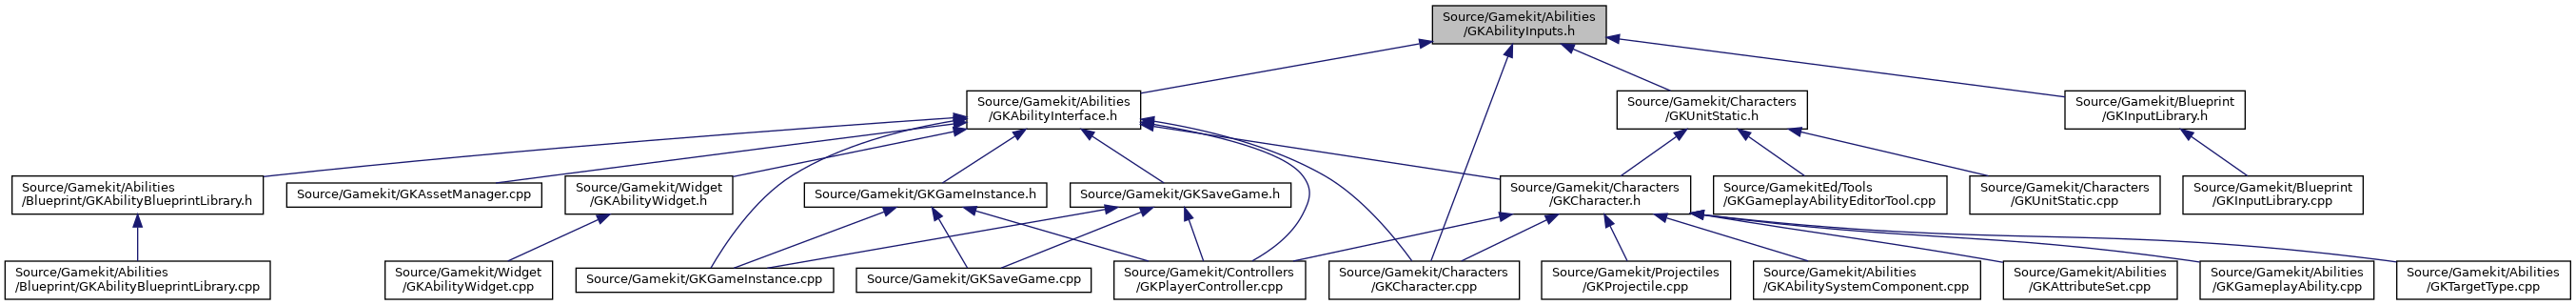 Source/Gamekit/Abilities
/GKAbilityInputs.h
Source/Gamekit/Abilities
/GKAbilityInterface.h
Source/Gamekit/Characters
/GKUnitStatic.h
Source/Gamekit/Blueprint
/GKInputLibrary.h
Source/Gamekit/Abilities
/Blueprint/GKAbilityBlueprintLibrary.h
Source/Gamekit/GKAssetManager.cpp
Source/Gamekit/Widget
/GKAbilityWidget.h
Source/Gamekit/GKGameInstance.h
Source/Gamekit/GKSaveGame.h
Source/Gamekit/Characters
/GKCharacter.h
Source/GamekitEd/Tools
/GKGameplayAbilityEditorTool.cpp
Source/Gamekit/Characters
/GKUnitStatic.cpp
Source/Gamekit/Blueprint
/GKInputLibrary.cpp
Source/Gamekit/Abilities
/Blueprint/GKAbilityBlueprintLibrary.cpp
Source/Gamekit/Widget
/GKAbilityWidget.cpp
Source/Gamekit/GKGameInstance.cpp
Source/Gamekit/GKSaveGame.cpp
Source/Gamekit/Controllers
/GKPlayerController.cpp
Source/Gamekit/Characters
/GKCharacter.cpp
Source/Gamekit/Projectiles
/GKProjectile.cpp
Source/Gamekit/Abilities
/GKAbilitySystemComponent.cpp
Source/Gamekit/Abilities
/GKAttributeSet.cpp
Source/Gamekit/Abilities
/GKGameplayAbility.cpp
Source/Gamekit/Abilities
/GKTargetType.cpp